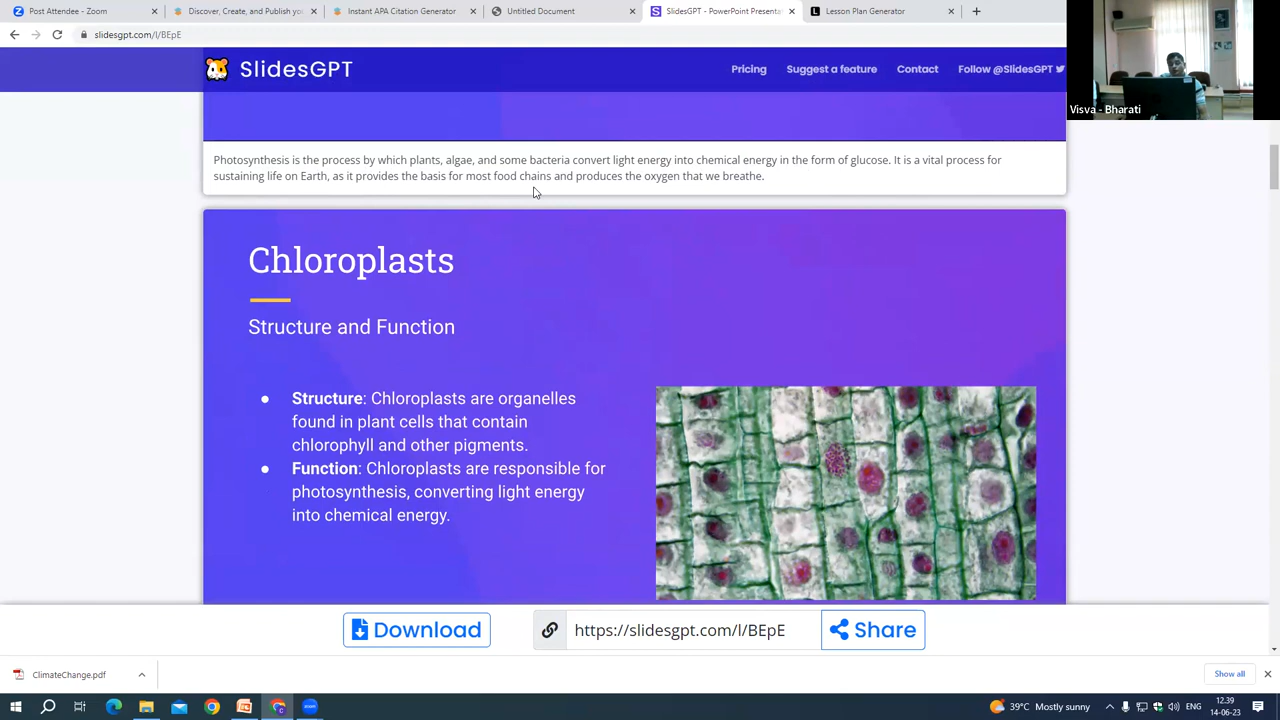 Post Attendee - Zoom
Discover, Create, and Publish yo
Instant APA Citation Generator
Untitled Document
SlidesGPT - PowerPoint Presenta
Lesson Plan Generator
slidesgpt.com/l/BEpE
SlidesGPT
Pricing
Suggest a feature
Contact
Follow @SlidesGPT
Visva - Bharati
Photosynthesis is the process by which plants, algae, and some bacteria convert light energy into chemical energy in the form of glucose. It is a vital process for
sustaining life on Earth, as it provides the basis for most food chains and produces the oxygen that we breathe.
Chloroplasts
Structure and Function
● Structure: Chloroplasts are organelles
found in plant cells that contain
chlorophyll and other pigments.
● Function: Chloroplasts are responsible for
photosynthesis, converting light energy
into chemical energy.
Download
https://slidesgpt.com/l/BEpE
Share
ClimateChange.pdf
Show all
39°C Mostly sunny
ENG
12.39
14-06-23